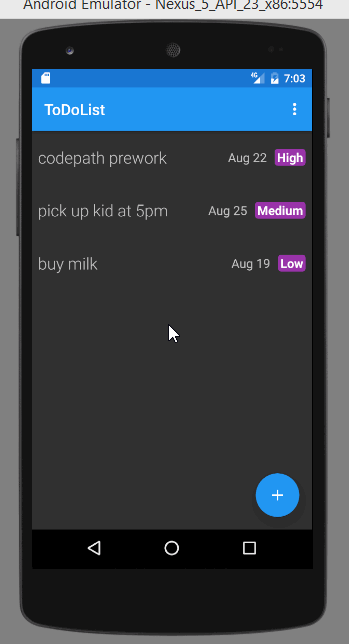 Android Emulator - Nexus_5_API_23_x86:5554
4G 7:03
ToDoList
codepath prework Aug 22 High
pick up kid at 5pm Aug 25 Medium
buy milk Aug 19 Low
+